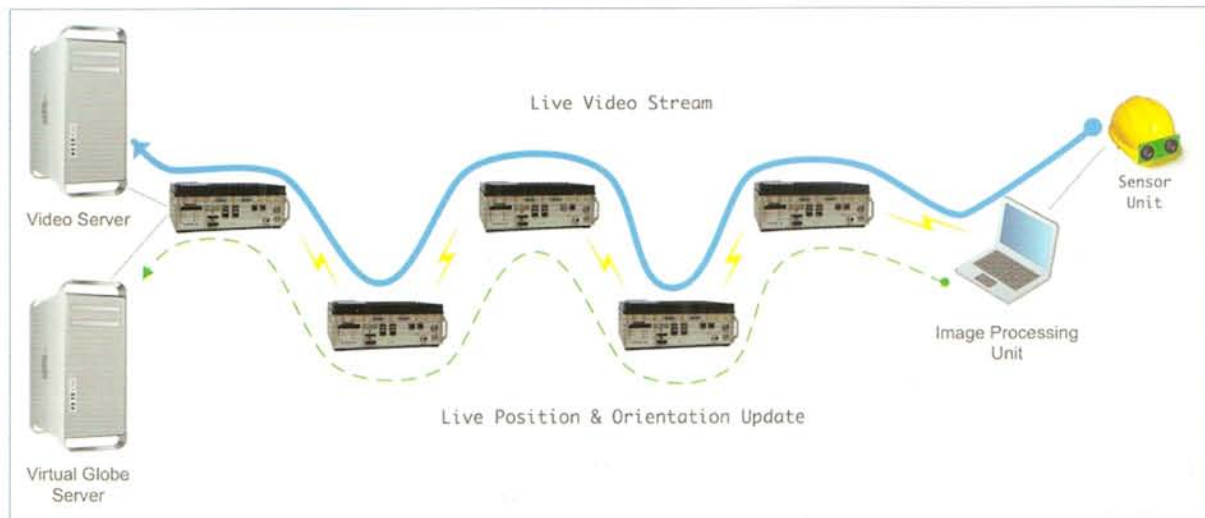 Live Video Stream
Sensor
Unit
Video Server
Image Processing
Unit
Live Position & Orientation Update
Virtual Globe
Server